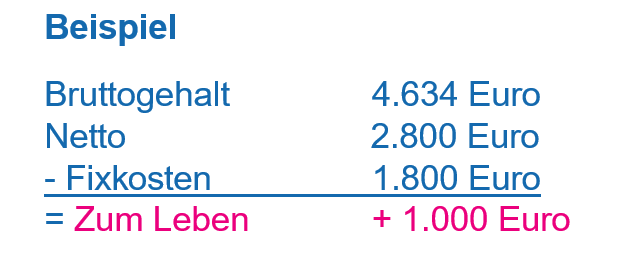 Beispiel
Bruttogehalt 4.634 Euro
Netto 2.800 Euro
- Fixkosten 1.800 Euro
= Zum Leben + 1.000 Euro